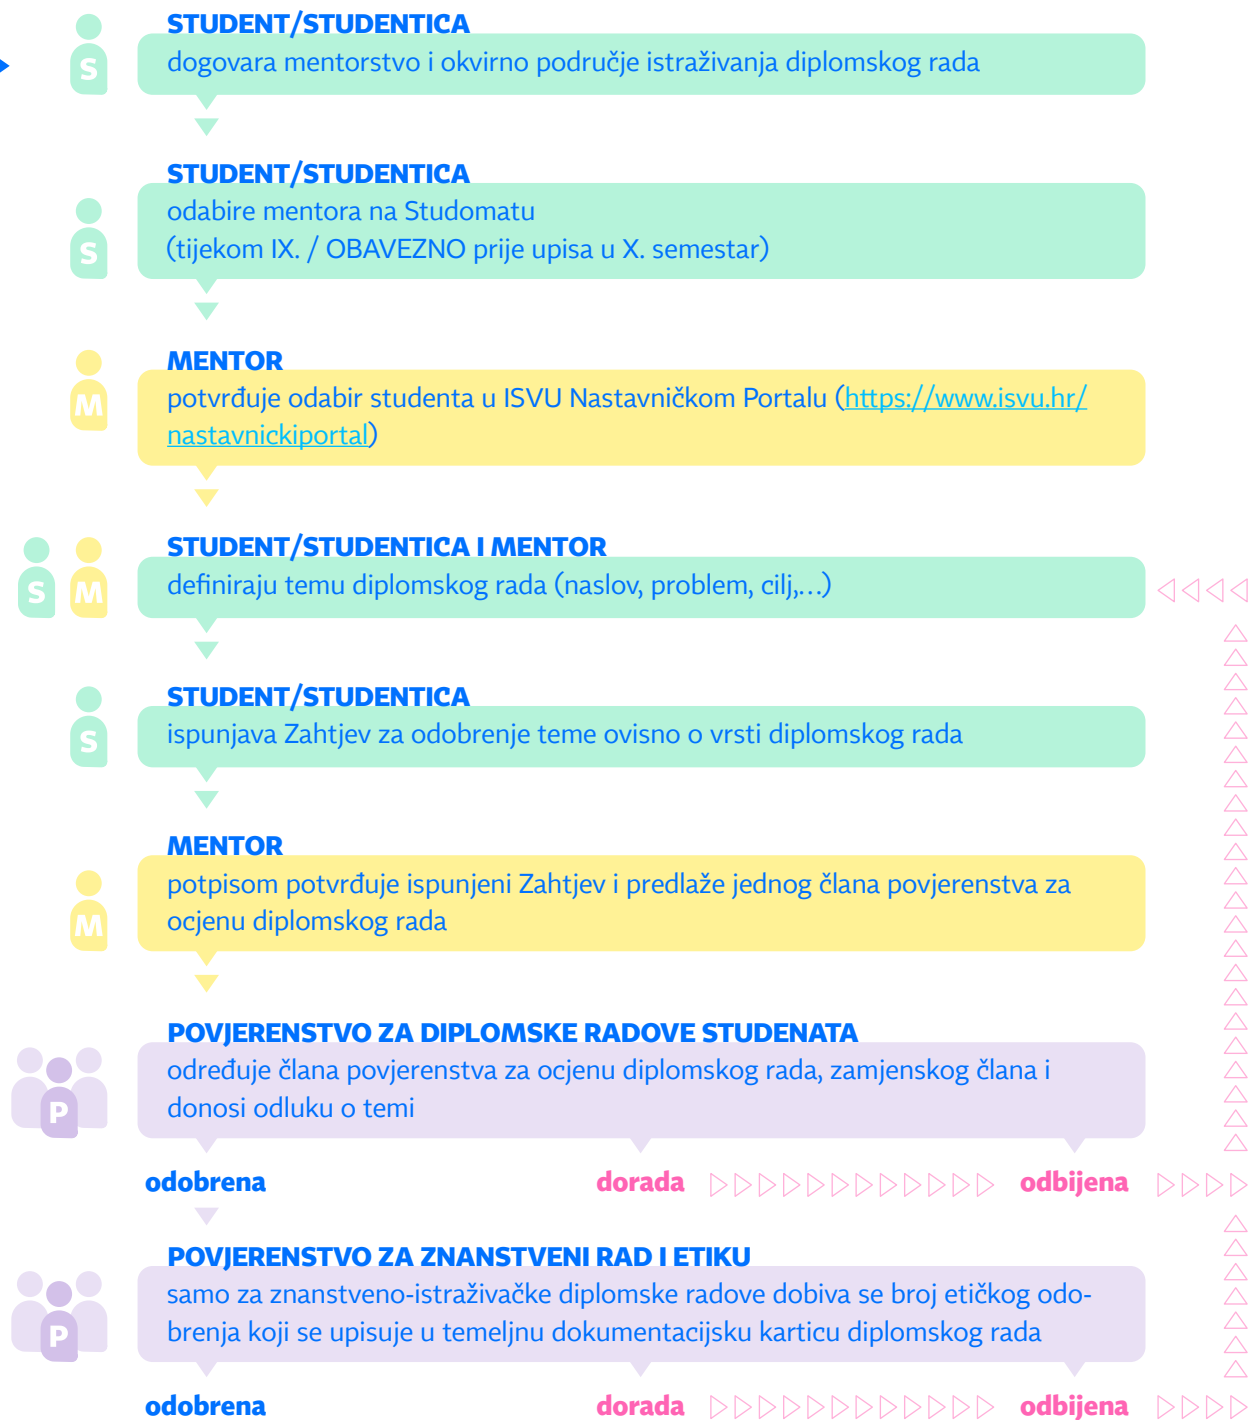 STUDENT/STUDENTICA
S
dogovara mentorstvo i okvirno područje istraživanja diplomskog rada
STUDENT/STUDENTICA
S
odabire mentora na Studomatu
(tijekom IX. / OBAVEZNO prije upisa u X. semestar)
MENTOR
M
potvrđuje odabir studenta u ISVU Nastavničkom Portalu (https://www.isvu.hr/
nastavnickiportal)
STUDENT/STUDENTICA I MENTOR
S M
definiraju temu diplomskog rada (naslov, problem, cilj,...)
STUDENT/STUDENTICA
S
ispunjava Zahtjev za odobrenje teme ovisno o vrsti diplomskog rada
MENTOR
M
potpisom potvrđuje ispunjeni Zahtjev i predlaže jednog člana povjerenstva za
ocjenu diplomskog rada
POVJERENSTVO ZA DIPLOMSKE RADOVE STUDENATA
P
određuje člana povjerenstva za ocjenu diplomskog rada, zamjenskog člana i
donosi odluku o temi
odobrena dorada odbijena
POVJERENSTVO ZA ZNANSTVENI RAD I ETIKU
P
samo za znanstveno-istraživačke diplomske radove dobiva se broj etičkog odo-
brenja koji se upisuje u temeljnu dokumentacijsku karticu diplomskog rada
odobrena dorada odbijena